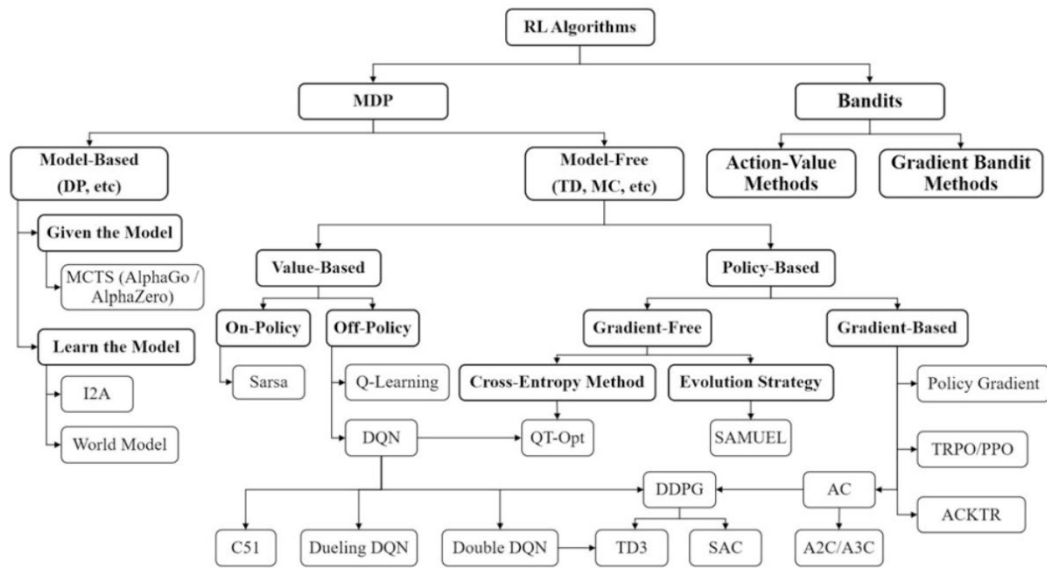 RL Algorithms
MDP
Bandits
Model-Based
(DP, etc)
Model-Free
(TD, MC, etc)
Action-Value
Methods
Gradient Bandit
Methods
Given the Model
MCTS (AlphaGo /
AlphaZero)
Value-Based
Policy-Based
On-Policy
Off-Policy
Gradient-Free
Gradient-Based
Learn the Model
Sarsa
Q-Learning
Cross-Entropy Method
Evolution Strategy
Policy Gradient
I2A
World Model
DQN
QT-Opt
SAMUEL
TRPO/PPO
DDPG
AC
ACKTR
C51
Dueling DQN
Double DQN
TD3
SAC
A2C/A3C